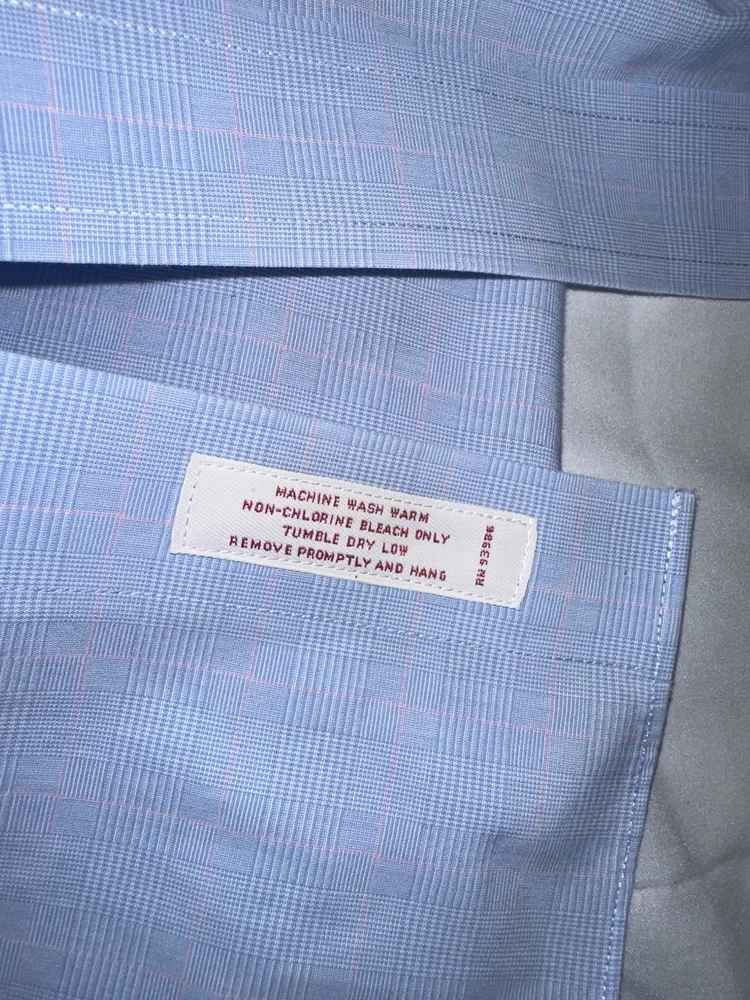 MACHINE WASH WARM
NON-CHLORINE BLEACH ONLY
TUMBLE DRY LOW
REMOVE PROMPTLY AND HANG
RN 93986